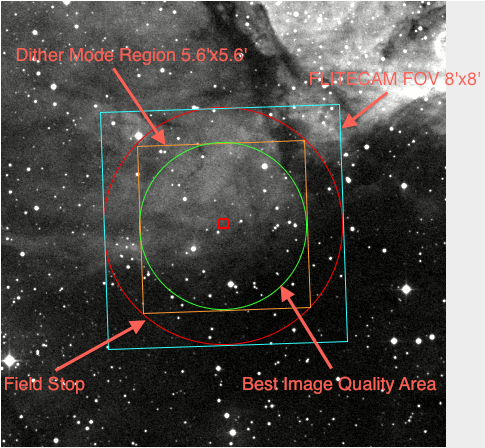 Dither Mode Region 5.6'x5.6'
FLITECAM FOV 8'x8'
Field Stop
Best Image Quality Area